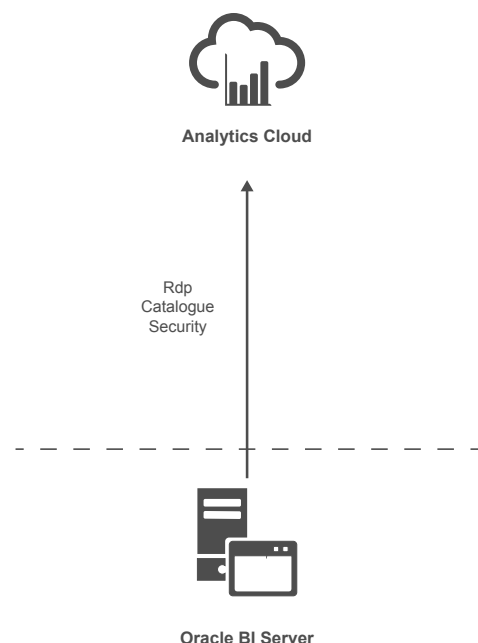 Analytics Cloud
Rdp
Catalogue
Security
Oracle BI Server